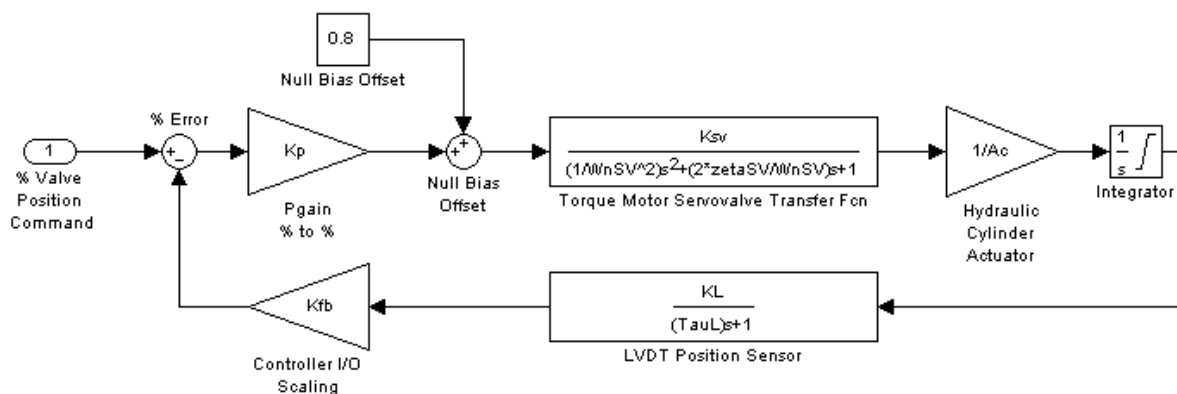 0.8
Null Bias Offset
% Error
1
% Valve
Position
Command
+
−
Kp
Pgain
% to %
+
+
Null Bias
Offset
Ksv
(1/WnSV^2)s2+(2*zetaSV/WnSV)s+1
Torque Motor Servovalve Transfer Fcn
1/Ac
Hydraulic
Cylinder
Actuator
1
s
Integrator
Kfb
Controller I/O
Scaling
KL
(TauL)s+1
LVDT Position Sensor